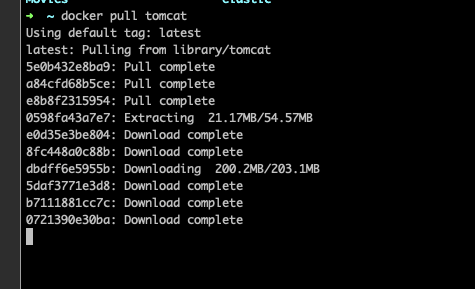 Movies elastic
➜ ~ docker pull tomcat
Using default tag: latest
latest: Pulling from library/tomcat
5e0b432e8ba9: Pull complete
a84cfd68b5ce: Pull complete
e8b8f2315954: Pull complete
0598fa43a7e7: Extracting 21.17MB/54.57MB
e0d35e3be804: Download complete
8fc448a0c88b: Download complete
dbdff6e5955b: Downloading 200.2MB/203.1MB
5daf3771e3d8: Download complete
b7111881cc7c: Download complete
0721390e30ba: Download complete